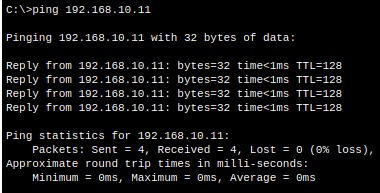 C:\>ping 192.168.10.11
Pinging 192.168.10.11 with 32 bytes of data:
Reply from 192.168.10.11: bytes=32 time<1ms TTL=128
Reply from 192.168.10.11: bytes=32 time<1ms TTL=128
Reply from 192.168.10.11: bytes=32 time<1ms TTL=128
Reply from 192.168.10.11: bytes=32 time<1ms TTL=128
Ping statistics for 192.168.10.11:
    Packets: Sent = 4, Received = 4, Lost = 0 (0% loss),
Approximate round trip times in milli-seconds:
    Minimum = 0ms, Maximum = 0ms, Average = 0ms